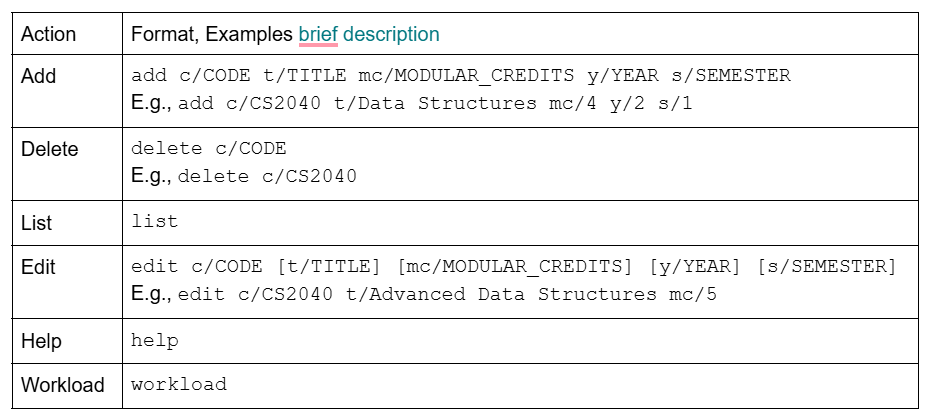 Action
Format, Examples brief description
Add
add c/CODE t/TITLE mc/MODULAR_CREDITS y/YEAR s/SEMESTER
E.g., add c/CS2040 t/Data Structures mc/4 y/2 s/1
Delete
delete c/CODE
E.g., delete c/CS2040
List
list
Edit
edit c/CODE [t/TITLE] [mc/MODULAR_CREDITS] [y/YEAR] [s/SEMESTER]
E.g., edit c/CS2040 t/Advanced Data Structures mc/5
Help
help
Workload
workload